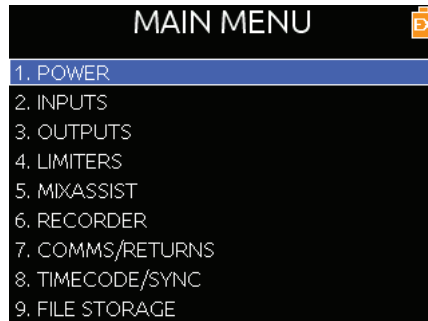 MAIN MENU
1. POWER
2. INPUTS
3. OUTPUTS
4. LIMITERS
5. MIXASSIST
6. RECORDER
7. COMMS/RETURNS
8. TIMECODE/SYNC
9. FILE STORAGE